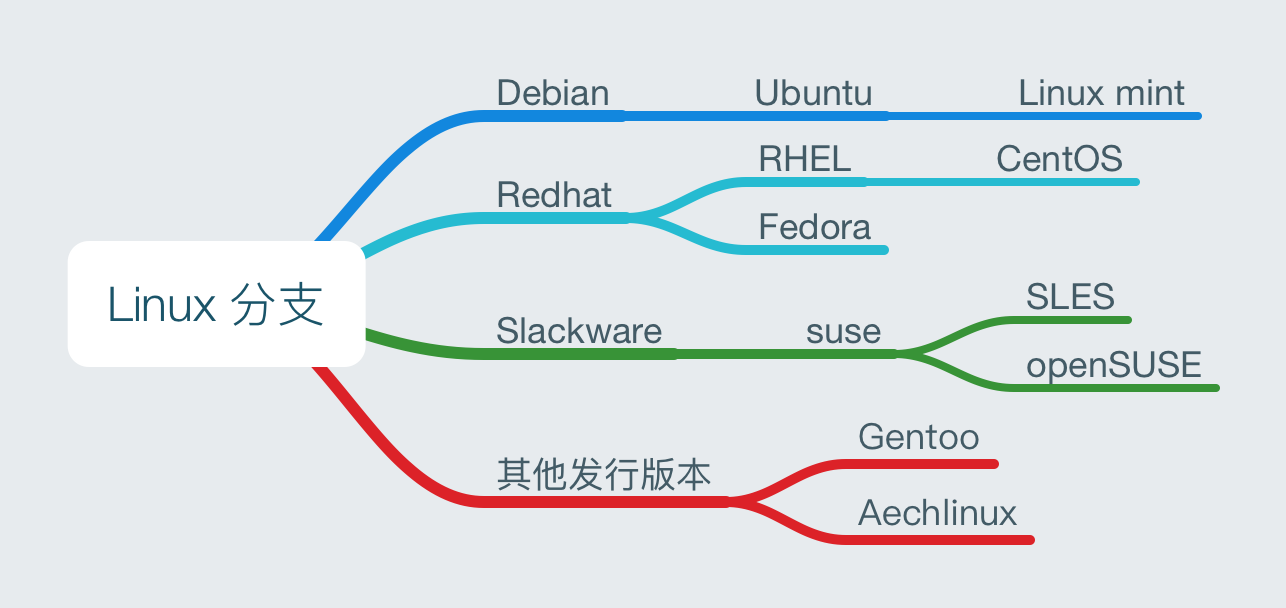 Debian
Ubuntu
Linux mint
RHEL
CentOS
Redhat
Fedora
Linux 分支
SLES
Slackware
suse
openSUSE
Gentoo
其他发行版本
Aechlinux